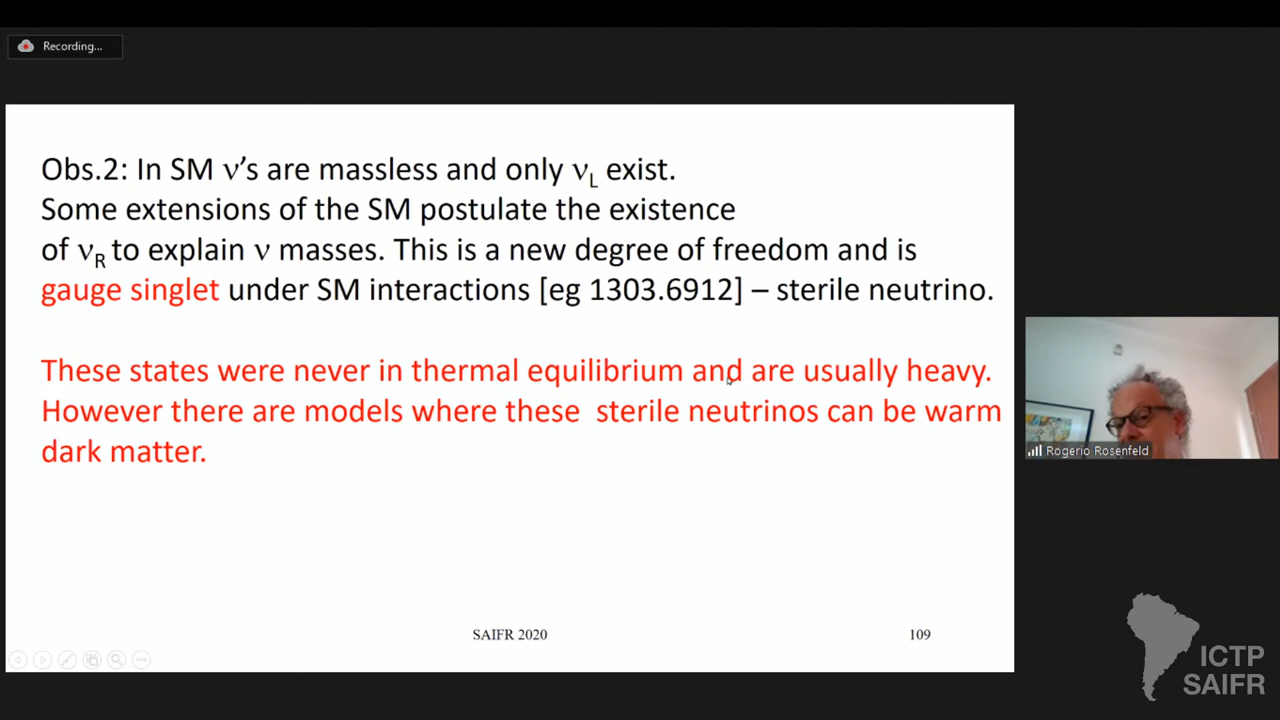 Recording...
Obs.2: In SM ν's are massless and only νL exist.
Some extensions of the SM postulate the existence
of νR to explain ν masses. This is a new degree of freedom and is
gauge singlet under SM interactions [eg 1303.6912] – sterile neutrino.
These states were never in thermal equilibrium and are usually heavy.
However there are models where these sterile neutrinos can be warm
dark matter.
Rogerio Rosenfeld
SAIFR 2020
109
ICTP
SAIFR